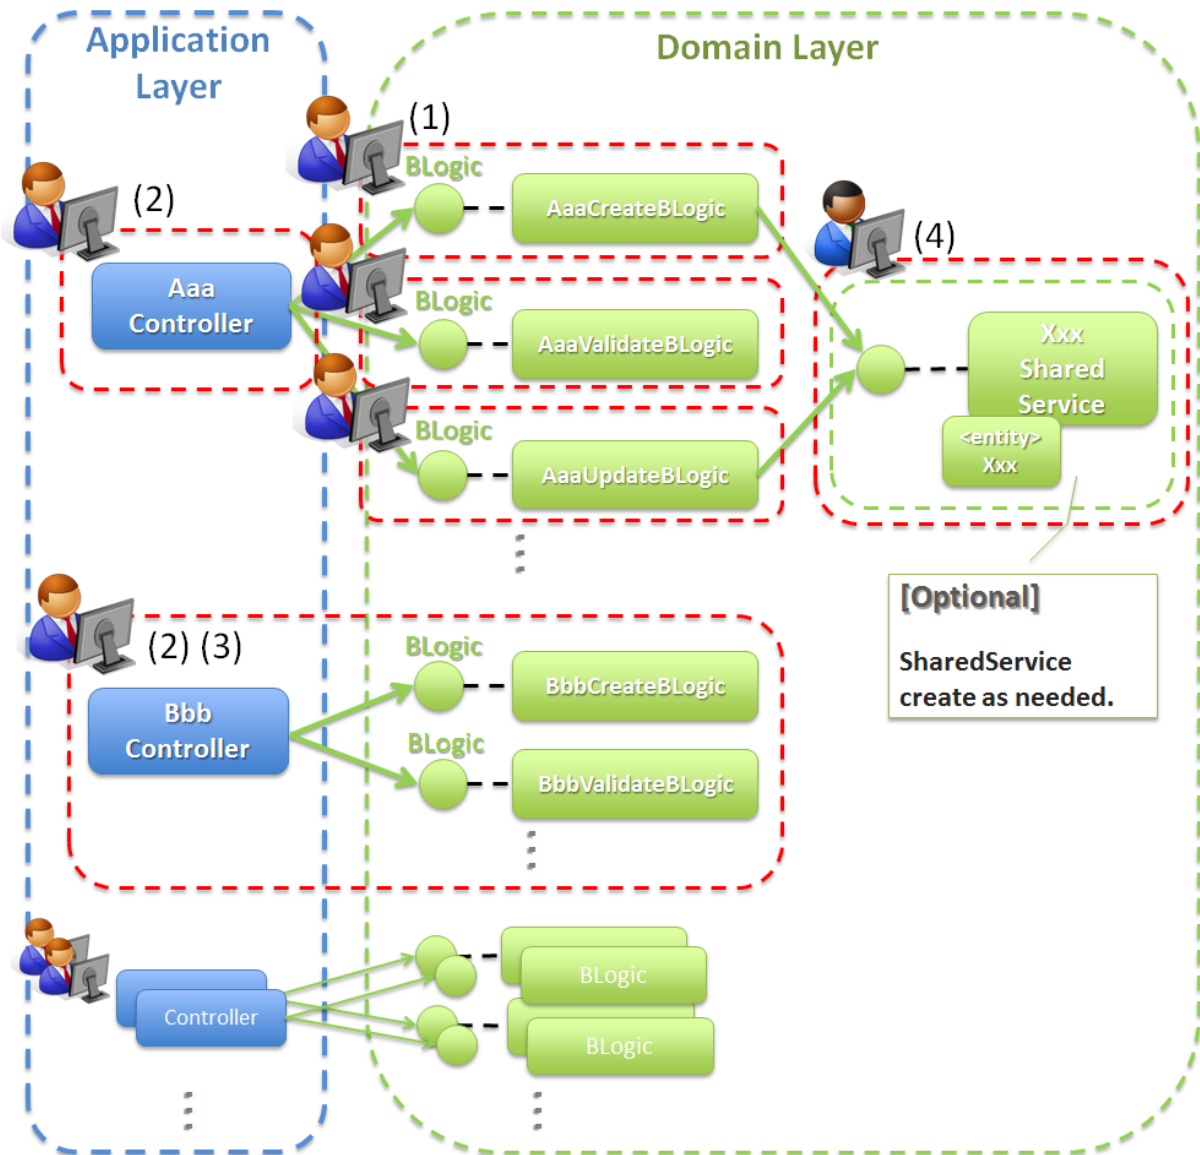 Application
Layer
Domain Layer
(1)
BLogic
AaaCreateBLogic
(2)
Aaa
Controller
BLogic
AaaValidateBLogic
BLogic
AaaUpdateBLogic
(4)
Xxx
Shared
Service
<entity>
Xxx
[Optional]
SharedService
create as needed.
(2) (3)
Bbb
Controller
BLogic
BbbCreateBLogic
BLogic
BbbValidateBLogic
Controller
BLogic
BLogic